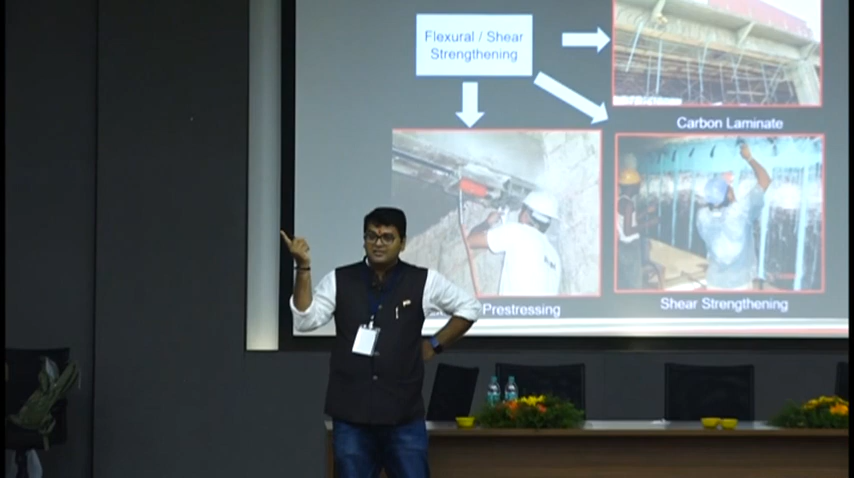 Flexural / Shear
Strengthening
Carbon Laminate
Prestressing
Shear Strengthening